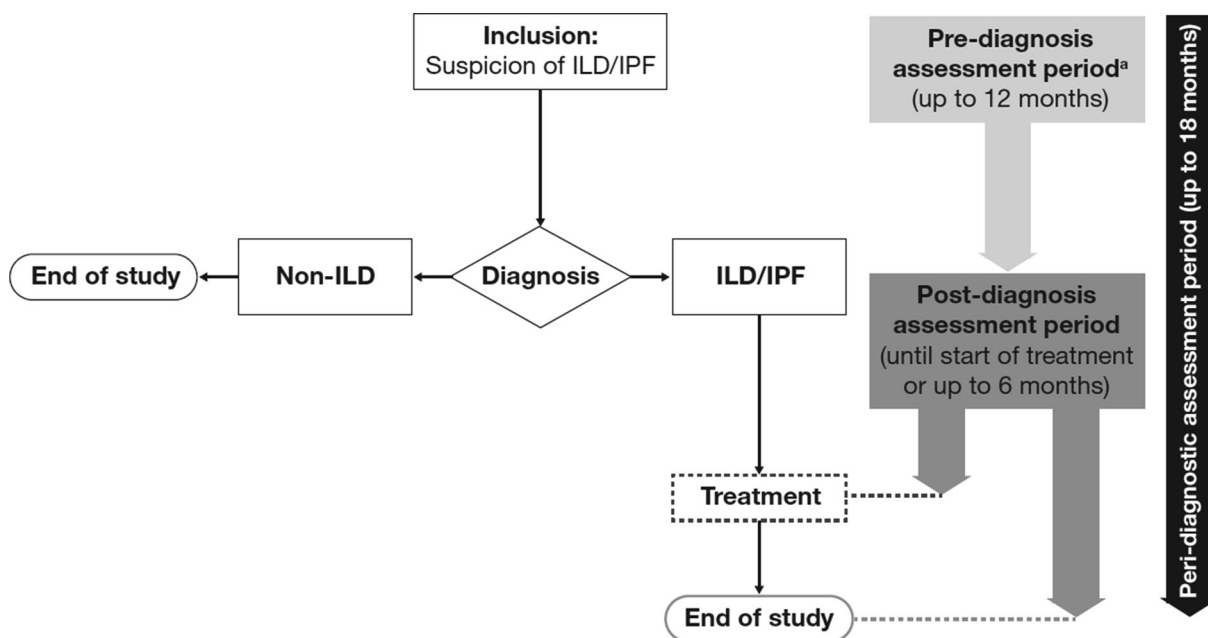 Inclusion:
Suspicion of ILD/IPF
Pre-diagnosis
assessment periodᵃ
(up to 12 months)
End of study
Non-ILD
Diagnosis
ILD/IPF
Post-diagnosis
assessment period
(until start of treatment
or up to 6 months)
Treatment
End of study
Peri-diagnostic assessment period (up to 18 months)